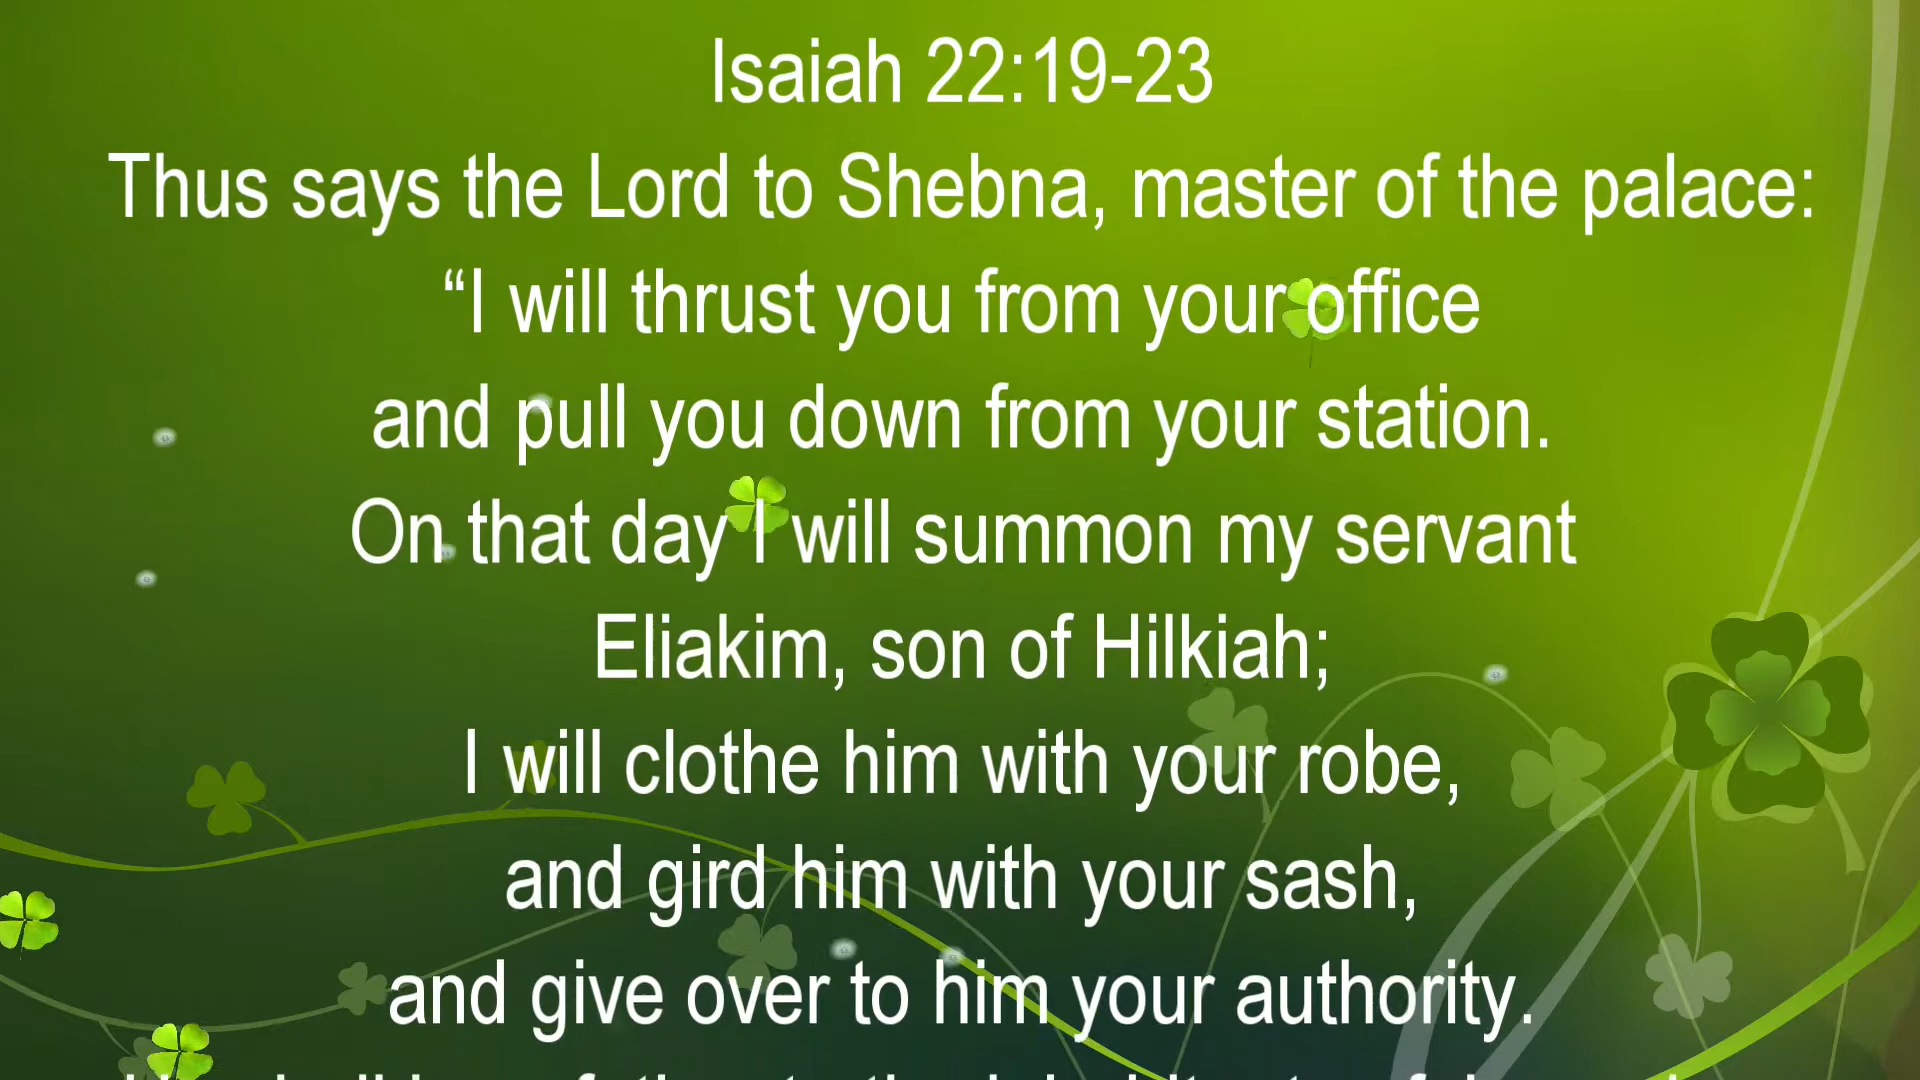 Isaiah 22:19-23
Thus says the Lord to Shebna, master of the palace:
“I will thrust you from your office
and pull you down from your station.
On that day I will summon my servant
Eliakim, son of Hilkiah;
I will clothe him with your robe,
and gird him with your sash,
and give over to him your authority.